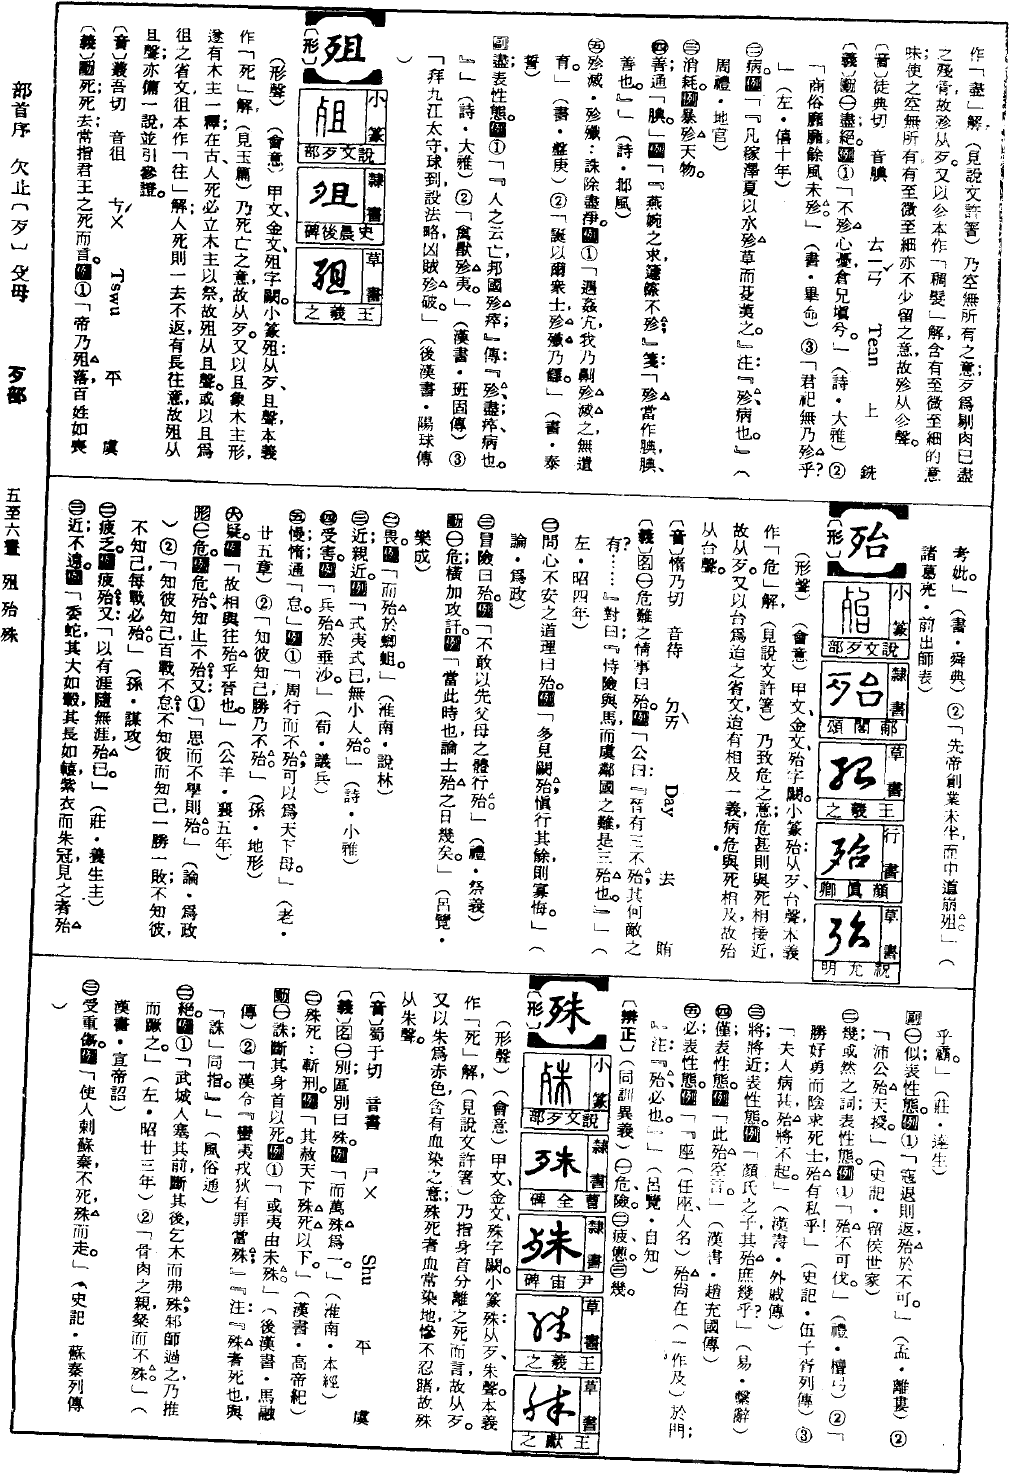 作「盡」解（見說文許箸）乃空無所有之意；歹爲剔肉已盡
之殘骨故殄从歹。又以㐱本作「稠髮」解含有至微至細的意
味使之空無所有有至微至細亦不少留之意，故殄从㐱聲。
〔音〕徒典切　音腆　ㄊㄧㄢˇ　Tean　上　銑
〔義〕動㊀盡絕。例①「不殄心憂，倉兄塡兮。」（詩・大雅）②
「商俗靡靡，餘風未殄。」（書・畢命）③「君祀無乃殄乎？
」（左・僖十年）
㊁病。例「『凡稼澤夏以水殄草而芟荑之。』注：『殄，病也。』」（
周禮・地官）
㊂消耗。例暴殄天物。
㊃善；通「腆」。例「『燕婉之求，籧篨不殄。』箋：『殄當作腆；腆、
善也。』」（詩・邶風）
㊄殄滅・殄殲：誅除盡淨。例①「遇姦宄，我乃劓殄滅之，無遺
育。」（書・盤庚）②「誕以爾衆士，殄殲乃讎。」（書・泰
誓）
副盡；表性態。例①「『人之云亡，邦國殄瘁；』傳：『殄、盡；瘁、病也。
』」（詩・大雅）②「禽獸殄夷。」（漢書・班固傳）③
「拜九江太守，球到設法略，凶賊殄破。」（後漢書・陽球傳
）
殂
〔形〕
小篆　說文歹部
隸書　史晨後碑
草書　王羲之
（形聲）（會意）甲文、金文殂字闕。小篆殂：从歹、且聲，本義
作「死」解（見玉篇）乃死亡之意，故从歹。又以且象木主形，
遂有木主一釋，在古人死必立木主以祭，故殂从且聲。或以且爲
徂之省文，徂本作「往」解，人死則一去不返有長往意，故殂从
且聲；亦備一說，並引參證。
〔音〕叢吾切　音徂　ㄘㄨˊ　Tswu　平　虞
〔義〕動死；死去；常指君王之死而言。例①「帝乃殂落，百姓如喪
考妣。」（書・舜典）②「先帝創業未半，而中道崩殂。」（
諸葛亮・前出師表）
殆
〔形〕
小篆　說文歹部
隸書　郙閣頌
草書　王羲之
行書　顏眞卿
草書　祝允明
（形聲）（會意）甲文、金文殆字闕。小篆殆：从歹、台聲，本義
作「危」解，（見說文許箸）乃致危之意；危甚則與死相接近，
故从歹。又以台爲迨之省文，迨有相及一義，病危與死相及，故殆
从台聲。
〔音〕惰乃切　音待　ㄉㄞˋ　Day　去　賄
〔義〕名㊀危難之情事曰殆。例「公曰：『晉有三不殆，其何敵之
有？……』對曰：『恃險與馬，而虞鄰國之難，是三殆也。』」（
左・昭四年）
㊁問心不安之道理曰殆。例「多見闕殆，愼行其餘，則寡悔。」（
論・爲政）
㊂冒險曰殆。例「不敢以先父母之體行殆。」（禮・祭義）
動㊀危；橫加攻訐。例「當此時也，論士殆之日幾矣。」（呂覽・
樂成）
㊁畏。例「而殆於蝍蛆。」（淮南・說林）
㊂近；親近。例「式夷式已，無小人殆。」（詩・小雅）
㊃受害。例「兵殆於垂沙。」（荀・議兵）
㊄慢；惰；通「怠」。例①「周行而不殆，可以爲天下母。」（老・
廿五章）②「知彼知己，勝乃不殆。」（孫・地形）
㊅疑。例「故相與往殆乎晉也。」（公羊・襄五年）
形㊀危。例危殆；知止不殆；又：①「思而不學則殆。」（論・爲政
）②「知彼知己，百戰不怠；不知彼而知己，一勝一敗；不知彼，
不知己，每戰必殆。」（孫・謀攻）
㊁疲；乏。例疲殆；又：「以有涯隨無涯，殆已。」（莊・養生主）
㊂近；不遠。例「委蛇其大如轂，其長如轅，紫衣而朱冠，見之者殆
乎霸。」（莊・達生）
副㊀似；表性態。例①「寇退則返，殆於不可。」（孟・離婁）②
「沛公殆天授。」（史記・留侯世家）
㊁幾；或然之詞；表性態。例①「殆不可伐。」（禮・檀弓）②「
勝好勇而陰求死士，殆有私乎！」（史記・伍子胥列傳）③
「夫人病甚，殆將不起。」（漢書・外戚傳）
㊂將；將近；表性態。例「顏氏之子，其殆庶幾乎？」（易・繫辭）
㊃僅；表性態。例「此殆空言。」（漢書・趙充國傳）
㊄必；表性態。例「『座（任座，人名）殆尙在（一作及）於門；
』注：『殆，必也。』」（呂覽・自知）
〔辨正〕（同訓異義）㊀危、險。㊁疲、憊。㊂幾。
殊
〔形〕
小篆　說文歹部
隸書　曹全碑
隸書　尹宙碑
草書　王羲之
草書　王獻之
（形聲）（會意）甲文、金文殊字闕。小篆殊：从歹、朱聲。本義
作「死」解（見說文許箸）乃指身首分離之死而言，故从歹。
又以朱爲赤色含有血染之意，殊死者血常染地，慘不忍睹，故殊
从朱聲。
〔音〕蜀于切　音書　ㄕㄨ　Shu　平　虞
〔義〕名㊀別；區別曰殊。例「而萬殊爲一。」（淮南・本經）
㊁殊死：斬刑。例「其赦天下殊死以下。」（漢書・高帝紀）
動㊀誅；斷其身首以死。例①「或夷由未殊。」（後漢書・馬融
傳）②「漢令『蠻夷戎狄有罪當殊；』『注：『殊者死也，與
「誅」同指。』」（風俗通）
㊁絕。例①「武城人塞其前，斷其後之木而弗殊，邾師過之，乃推
而蹶之。」（左・昭廿三年）②「骨肉之親，粲而不殊。」（
漢書・宣帝詔）
㊂受重傷。例「使人刺蘇秦，不死，殊而走。」（史記・蘇秦列傳
）
部首序　欠止〔歹〕殳毋　歹部　五至六畫　殂殆殊